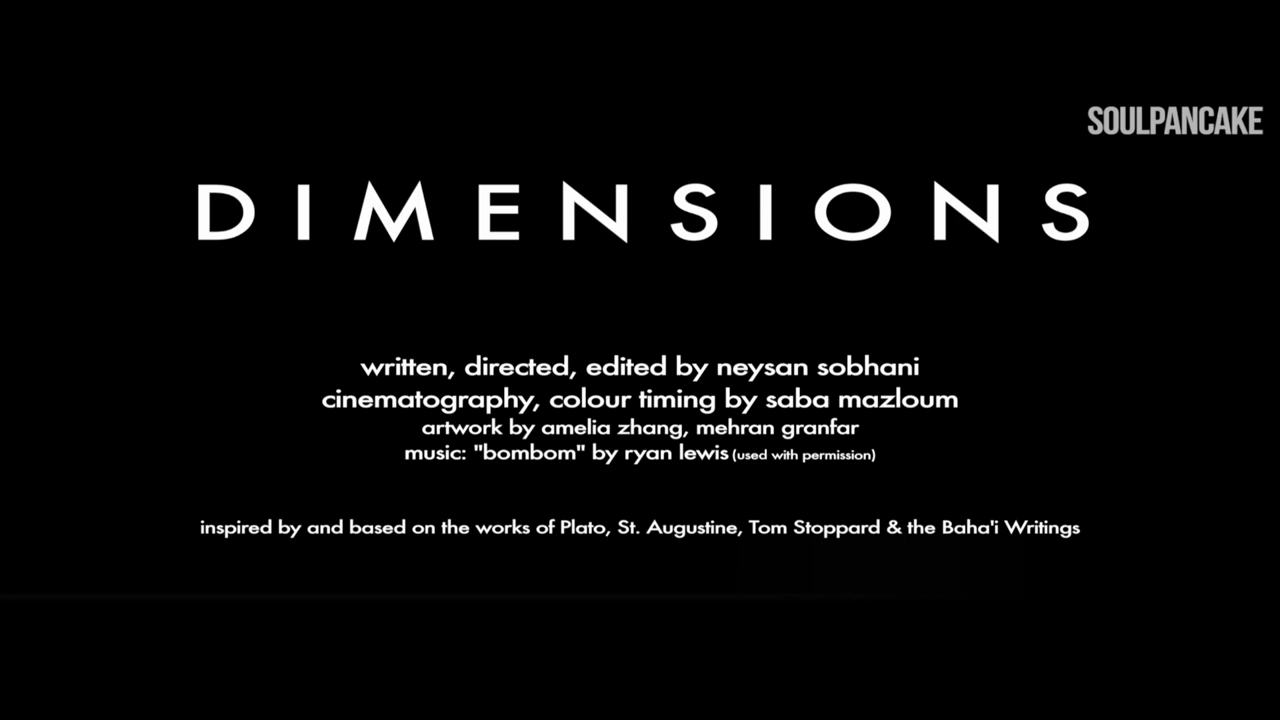 SOULPANCAKE
DIMENSIONS
written, directed, edited by neysan sobhani
cinematography, colour timing by saba mazloum
artwork by amelia zhang, mehran granfar
music: "bombom" by ryan lewis (used with permission)
inspired by and based on the works of Plato, St. Augustine, Tom Stoppard & the Baha'i Writings